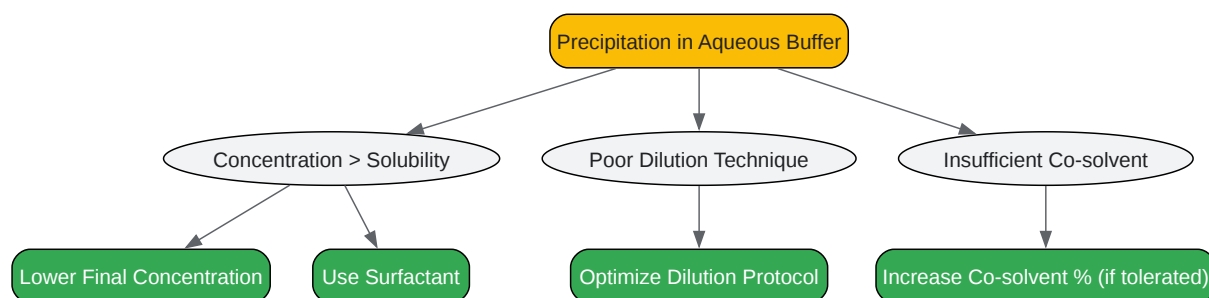 Precipitation in Aqueous Buffer
Concentration > Solubility
Poor Dilution Technique
Insufficient Co-solvent
Lower Final Concentration
Use Surfactant
Optimize Dilution Protocol
Increase Co-solvent % (if tolerated)